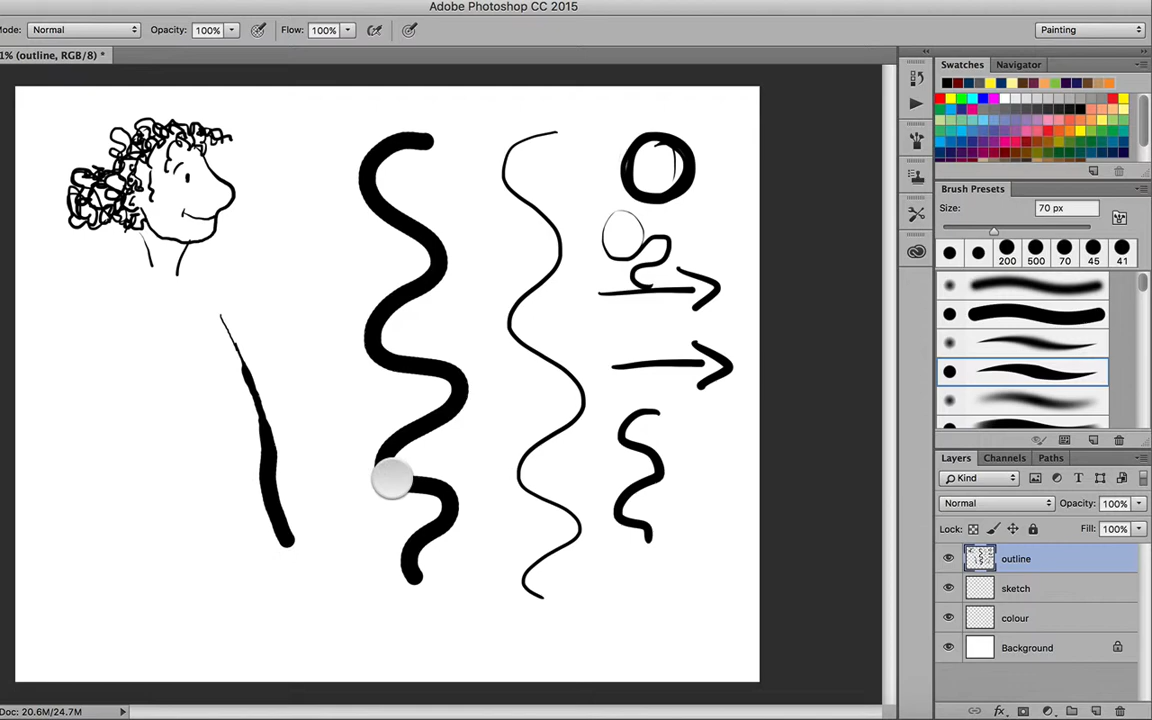 Adobe Photoshop CC 2015
Mode: Normal Opacity: 100% Flow: 100% Painting
1% (outline, RGB/8) *
Swatches Navigator
Brush Presets
Size: 70 px
200 500 70 45 41
Layers Channels Paths
Kind
Normal Opacity: 100%
Lock: Fill: 100%
outline
sketch
colour
Background
fx
Doc: 20.6M/24.7M